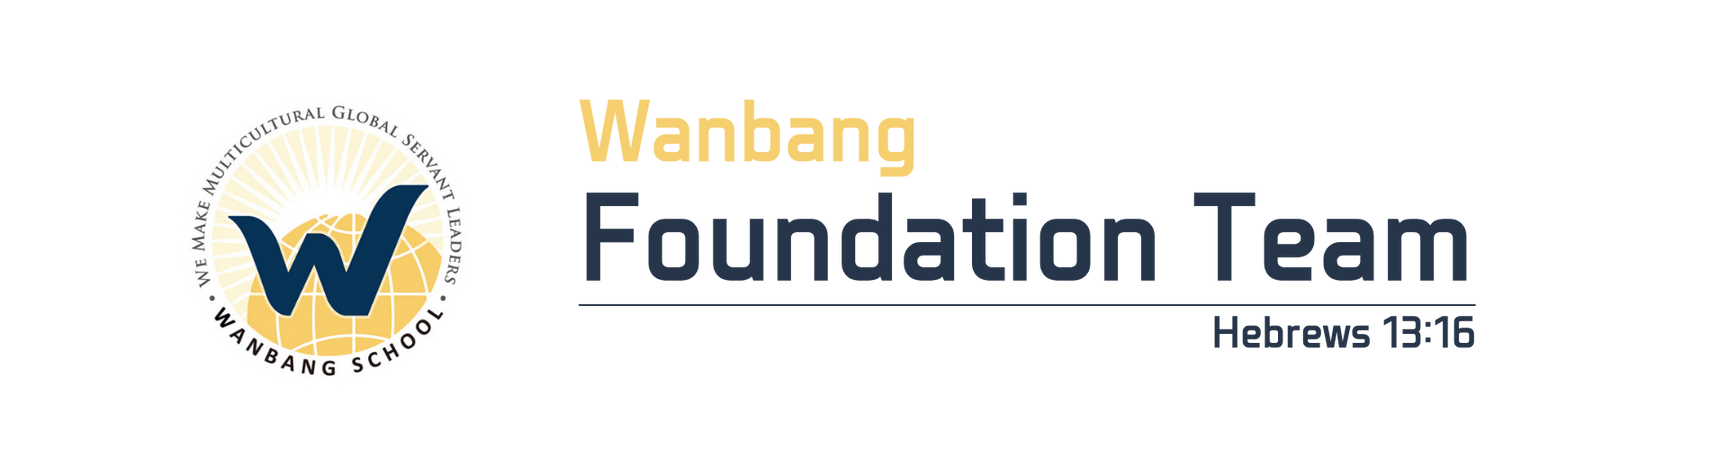 WE MAKE MULTICULTURAL GLOBAL SERVANT LEADERS
• WANBANG SCHOOL •
Wanbang
Foundation Team
Hebrews 13:16